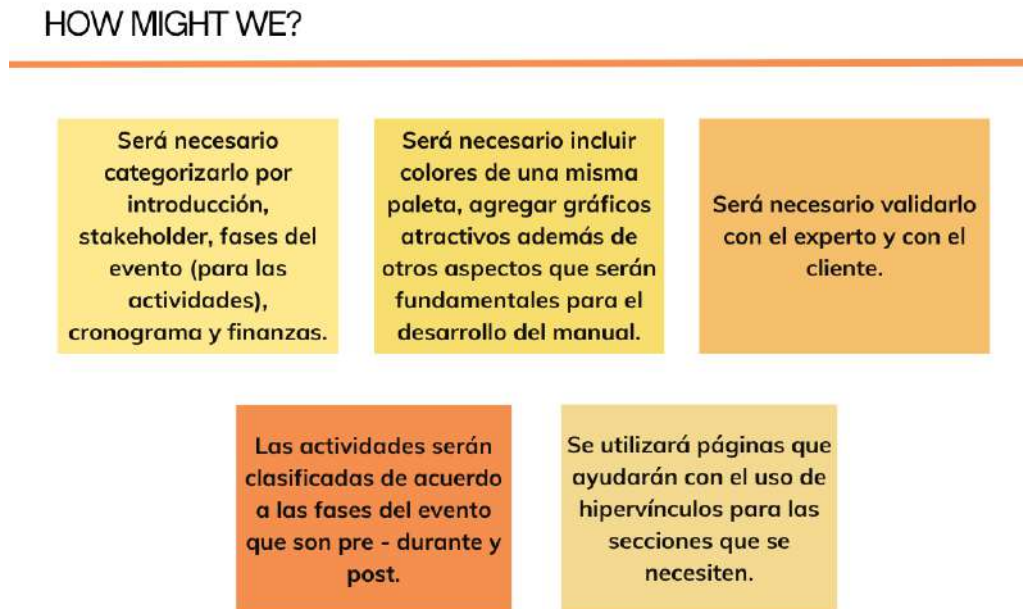 HOW MIGHT WE?
Será necesario
categorizarlo por
introducción,
stakeholder, fases del
evento (para las
actividades),
cronograma y finanzas.
Será necesario incluir
colores de una misma
paleta, agregar gráficos
atractivos además de
otros aspectos que serán
fundamentales para el
desarrollo del manual.
Será necesario validarlo
con el experto y con el
cliente.
Las actividades serán
clasificadas de acuerdo
a las fases del evento
que son pre - durante y
post.
Se utilizará páginas que
ayudarán con el uso de
hipervínculos para las
secciones que se
necesiten.